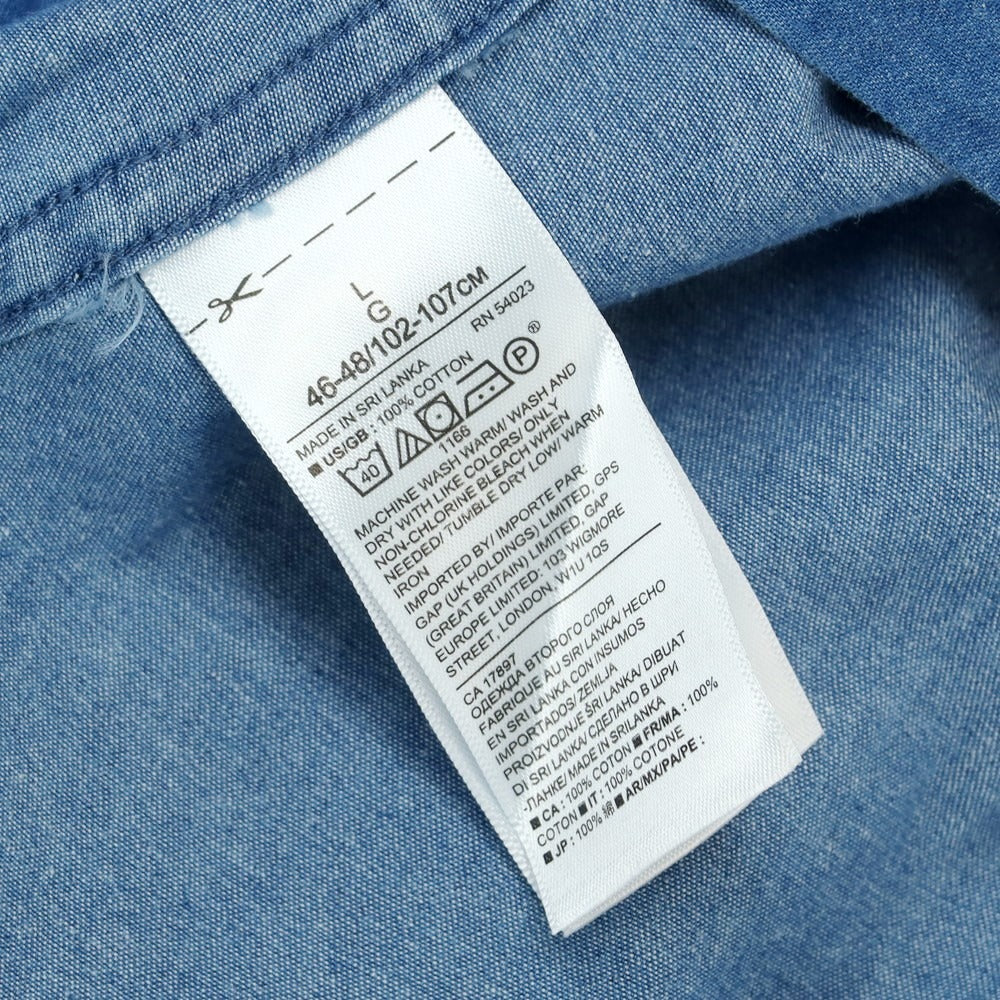 L
G
46-48/102-107CM
RN 54023
MADE IN SRI LANKA
■ US/GB : 100% COTTON
40
P
®
1166
MACHINE WASH WARM/ WASH AND
DRY WITH LIKE COLORS/ ONLY
NON-CHLORINE BLEACH WHEN
NEEDED/ TUMBLE DRY LOW/ WARM
IRON
IMPORTED BY/ IMPORTE PAR:
GAP (UK HOLDINGS) LIMITED, GPS
(GREAT BRITAIN) LIMITED, GAP
EUROPE LIMITED· 103 WIGMORE
STREET, LONDON, W1U 1QS
CA 17897
ОДЕЖДА ВТОРОГО СЛОЯ
FABRIQUE AU SRI LANKA/ HECHO
EN SRI LANKA CON INSUMOS
IMPORTADOS/ ZEMLJA
PROIZVODNJE ŠRI LANKA/ DIBUAT
DI SRI LANKA/ СДЕЛАНО В ШРИ
-ЛАНКЕ/ MADE IN SRILANKA
■ CA : 100% COTON ■ FR/MA : 100%
COTON ■ IT : 100% COTONE
■ JP : 100% 綿 ■ AR/MX/PA/PE :